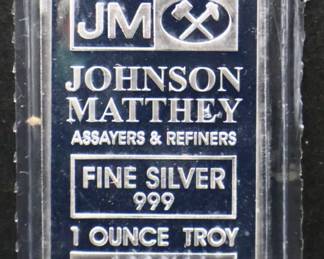 JM
JOHNSON
MATTHEY
ASSAYERS & REFINERS
FINE SILVER
999
1 OUNCE TROY